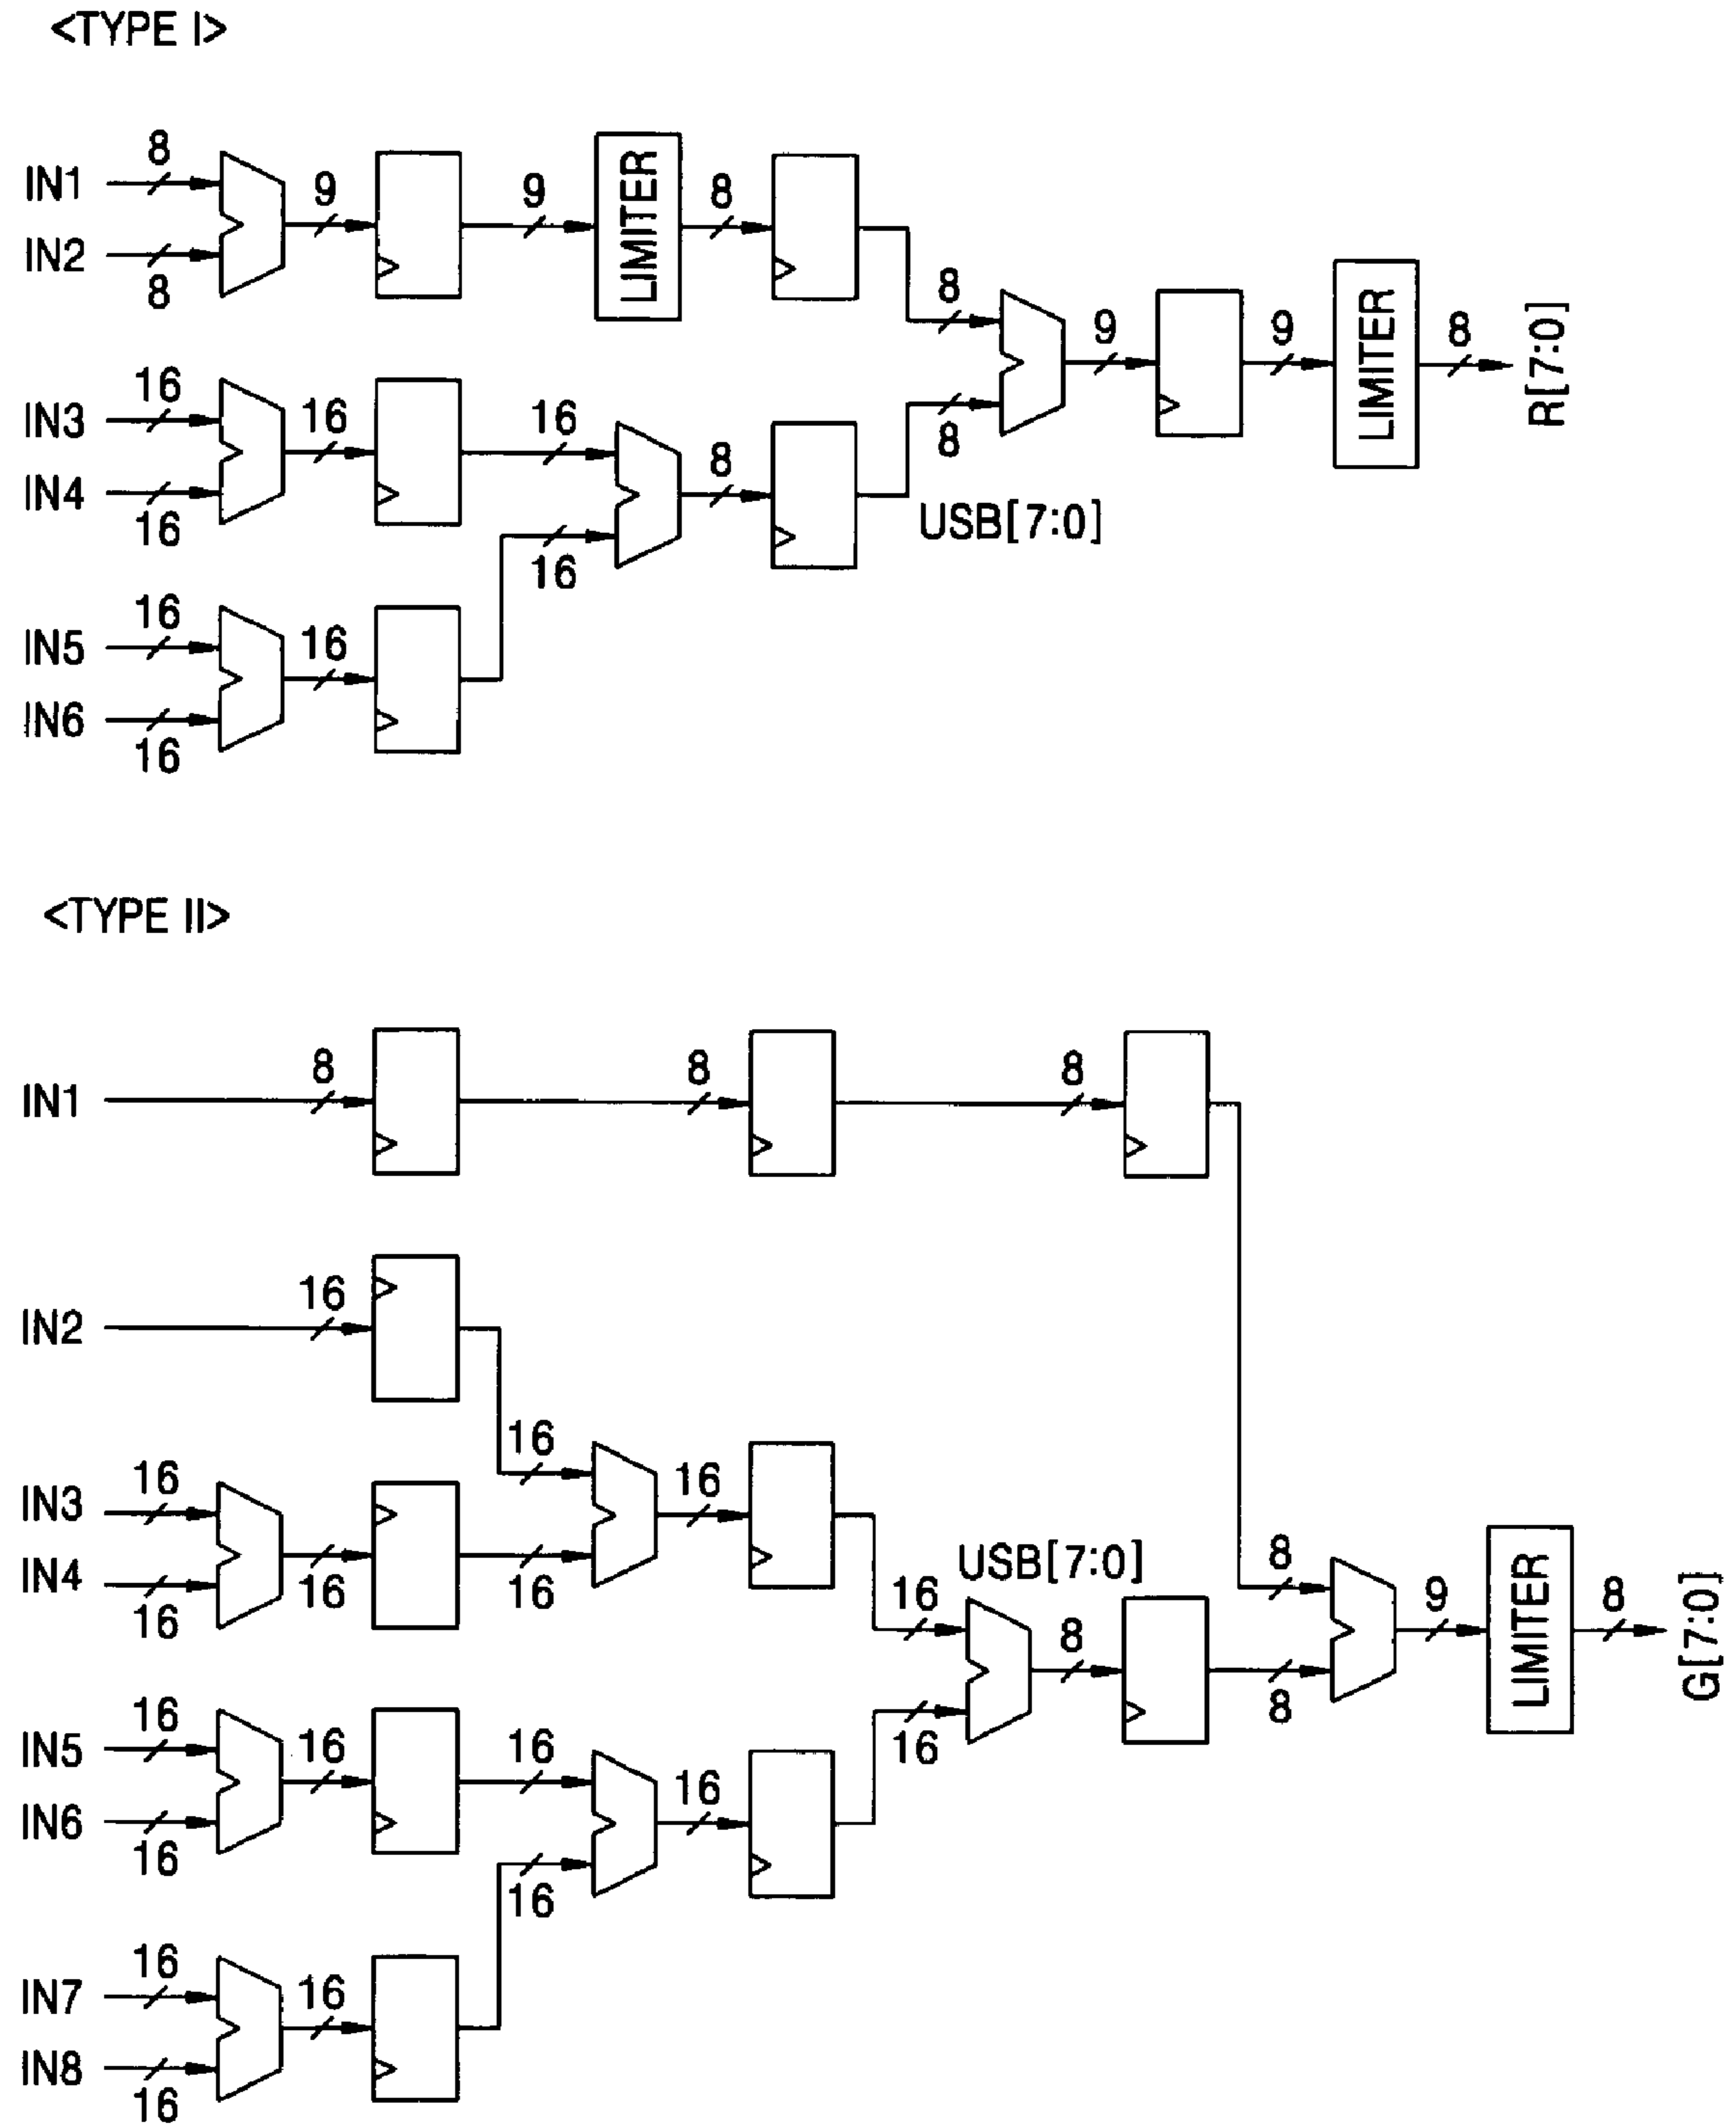 <TYPE I>
8
IN1
IN2
8
9
9
LIMITER
8
16
IN3
IN4
16
16
16
16
8
8
8
USB[7:0]
9
9
LIMITER
8
R[7:0]
16
IN5
IN6
16
16
<TYPE II>
IN1
8
8
8
IN2
16
16
16
IN3
IN4
16
16
16
16
16
16
USB[7:0]
8
8
8
9
LIMITER
8
G[7:0]
16
IN5
IN6
16
16
16
16
16
16
IN7
IN8
16
16